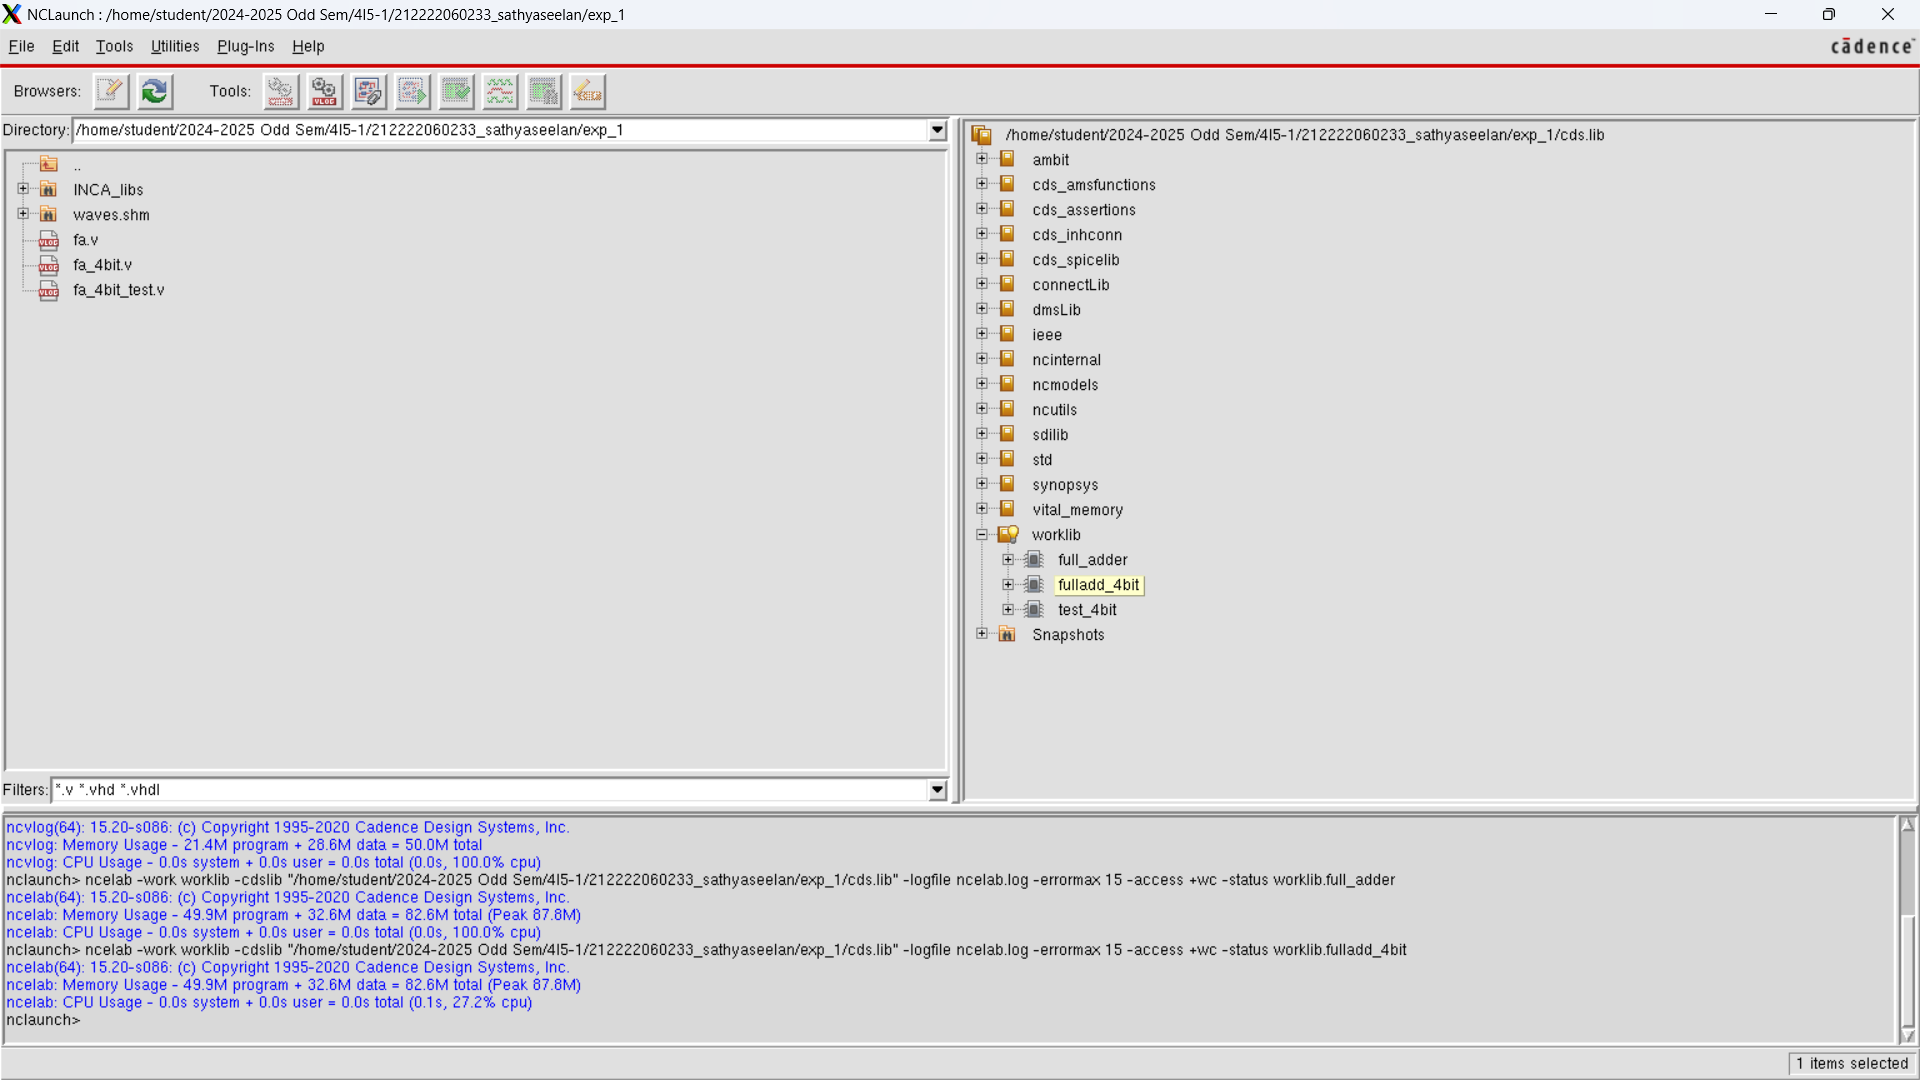 NCLaunch : /home/student/2024-2025 Odd Sem/4I5-1/212222060233_sathyaseelan/exp_1
File Edit Tools Utilities Plug-Ins Help
cādence
Browsers: Tools:
Directory: /home/student/2024-2025 Odd Sem/4I5-1/212222060233_sathyaseelan/exp_1
..
INCA_libs
waves.shm
fa.v
fa_4bit.v
fa_4bit_test.v
Filters: *.v *.vhd *.vhdl
/home/student/2024-2025 Odd Sem/4I5-1/212222060233_sathyaseelan/exp_1/cds.lib
ambit
cds_amsfunctions
cds_assertions
cds_inhconn
cds_spicelib
connectLib
dmsLib
ieee
ncinternal
ncmodels
ncutils
sdilib
std
synopsys
vital_memory
worklib
full_adder
fulladd_4bit
test_4bit
Snapshots
ncvlog(64): 15.20-s086: (c) Copyright 1995-2020 Cadence Design Systems, Inc.
ncvlog: Memory Usage - 21.4M program + 28.6M data = 50.0M total
ncvlog: CPU Usage - 0.0s system + 0.0s user = 0.0s total (0.0s, 100.0% cpu)
nclaunch> ncelab -work worklib -cdslib "/home/student/2024-2025 Odd Sem/4I5-1/212222060233_sathyaseelan/exp_1/cds.lib" -logfile ncelab.log -errormax 15 -access +wc -status worklib.full_adder
ncelab(64): 15.20-s086: (c) Copyright 1995-2020 Cadence Design Systems, Inc.
ncelab: Memory Usage - 49.9M program + 32.6M data = 82.6M total (Peak 87.8M)
ncelab: CPU Usage - 0.0s system + 0.0s user = 0.0s total (0.0s, 100.0% cpu)
nclaunch> ncelab -work worklib -cdslib "/home/student/2024-2025 Odd Sem/4I5-1/212222060233_sathyaseelan/exp_1/cds.lib" -logfile ncelab.log -errormax 15 -access +wc -status worklib.fulladd_4bit
ncelab(64): 15.20-s086: (c) Copyright 1995-2020 Cadence Design Systems, Inc.
ncelab: Memory Usage - 49.9M program + 32.6M data = 82.6M total (Peak 87.8M)
ncelab: CPU Usage - 0.0s system + 0.0s user = 0.0s total (0.1s, 27.2% cpu)
nclaunch>
1 items selected